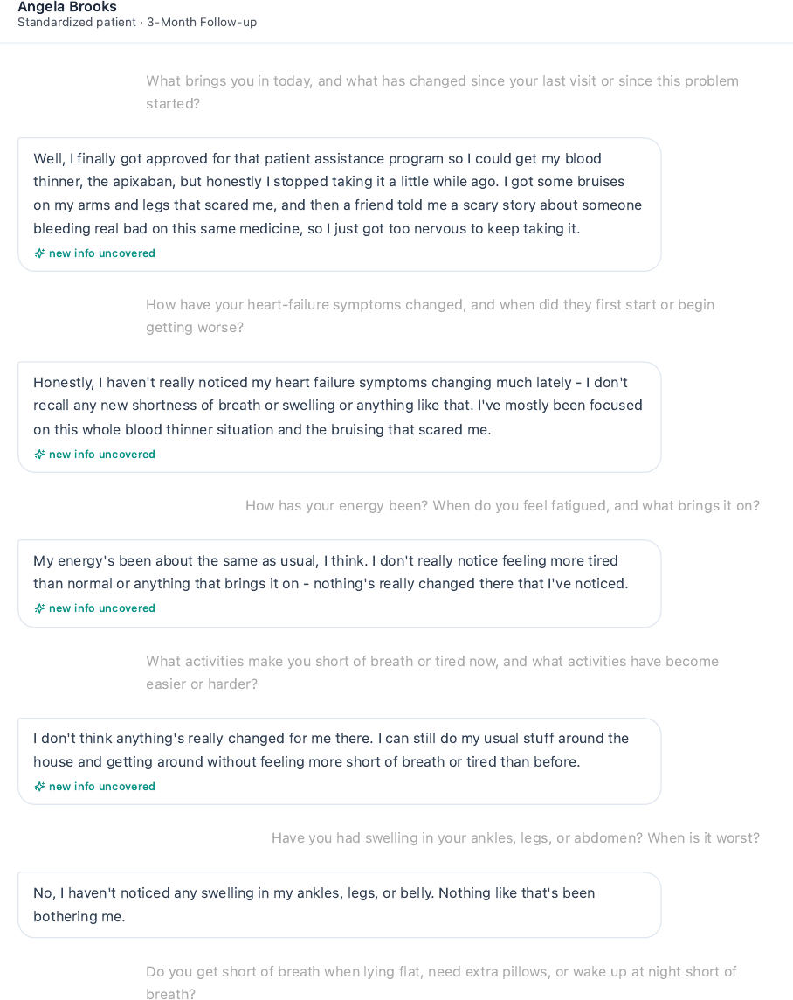 Angela Brooks
Standardized patient · 3-Month Follow-up
What brings you in today, and what has changed since your last visit or since this problem
started?
Well, I finally got approved for that patient assistance program so I could get my blood
thinner, the apixaban, but honestly I stopped taking it a little while ago. I got some bruises
on my arms and legs that scared me, and then a friend told me a scary story about someone
bleeding real bad on this same medicine, so I just got too nervous to keep taking it.
new info uncovered
How have your heart-failure symptoms changed, and when did they first start or begin
getting worse?
Honestly, I haven't really noticed my heart failure symptoms changing much lately - I don't
recall any new shortness of breath or swelling or anything like that. I've mostly been focused
on this whole blood thinner situation and the bruising that scared me.
new info uncovered
How has your energy been? When do you feel fatigued, and what brings it on?
My energy's been about the same as usual, I think. I don't really notice feeling more tired
than normal or anything that brings it on - nothing's really changed there that I've noticed.
new info uncovered
What activities make you short of breath or tired now, and what activities have become
easier or harder?
I don't think anything's really changed for me there. I can still do my usual stuff around the
house and getting around without feeling more short of breath or tired than before.
new info uncovered
Have you had swelling in your ankles, legs, or abdomen? When is it worst?
No, I haven't noticed any swelling in my ankles, legs, or belly. Nothing like that's been
bothering me.
Do you get short of breath when lying flat, need extra pillows, or wake up at night short of
breath?